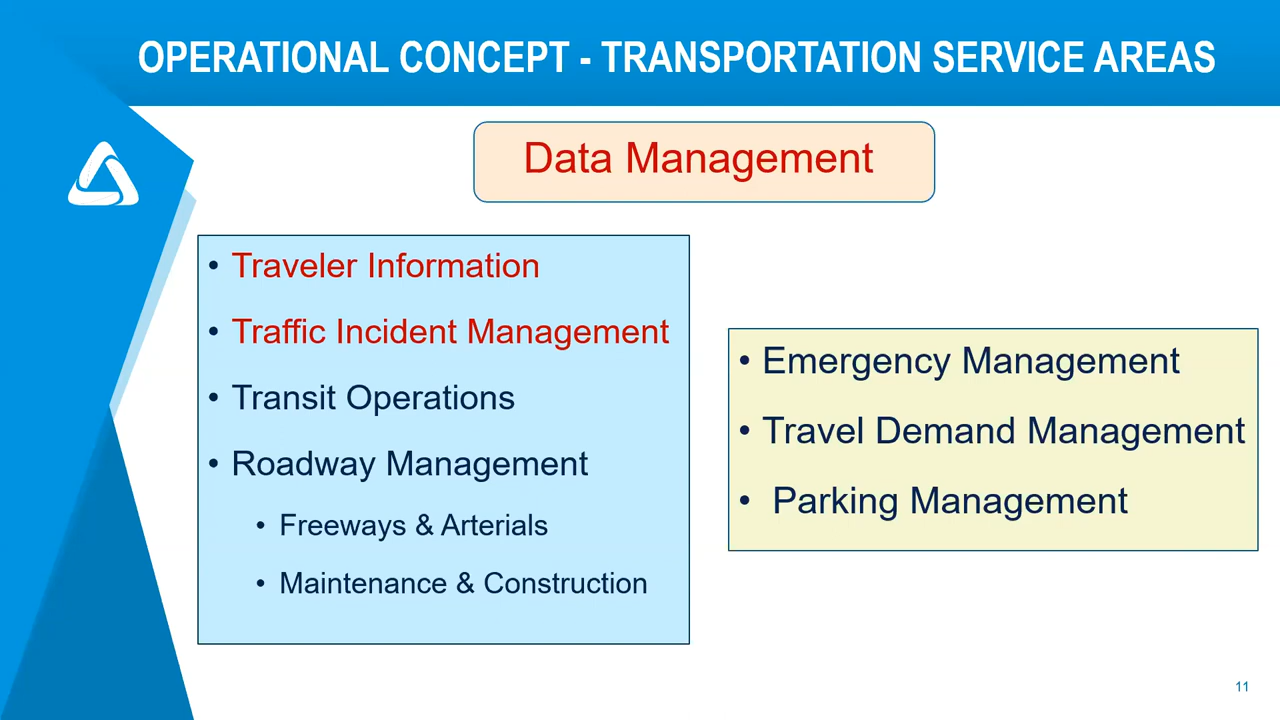 OPERATIONAL CONCEPT - TRANSPORTATION SERVICE AREAS
Data Management
• Traveler Information
• Traffic Incident Management
• Transit Operations
• Roadway Management
• Freeways & Arterials
• Maintenance & Construction
• Emergency Management
• Travel Demand Management
• Parking Management
11